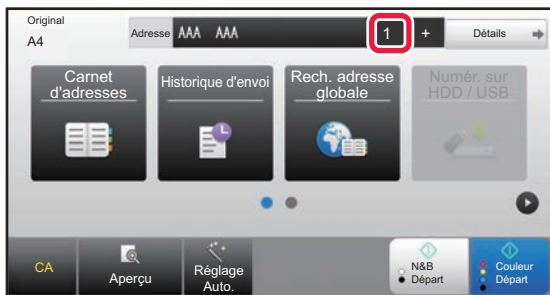 Original
A4
Adresse AAA AAA 1 + Détails
Carnet
d'adresses
Historique d'envoi
Rech. adresse
globale
Numér. sur
HDD / USB
CA
Aperçu
Réglage
Auto.
N&B
Départ
Couleur
Départ